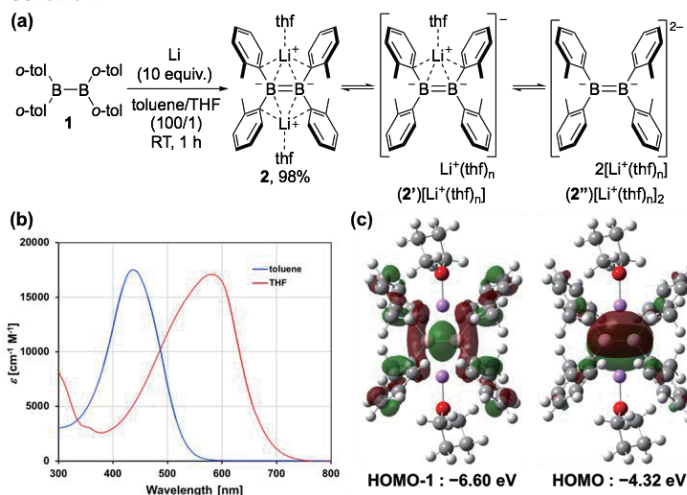 (a)
o-tol
o-tol
B–B
o-tol
o-tol
1
Li
(10 equiv.)
toluene/THF
(100/1)
RT, 1 h
thf
Li+
−
B=B
−
Li+
thf
2, 98%
thf
Li+
−
B=B
−
−
Li+(thf)n
(2')[Li+(thf)n]
−
B=B
−
2−
2[Li+(thf)n]
(2'')[Li+(thf)n]2
(b)
20000
15000
10000
5000
0
ε [cm⁻¹ M⁻¹]
toluene
THF
300 400 500 600 700 800
Wavelength [nm]
(c)
HOMO-1 : −6.60 eV
HOMO : −4.32 eV